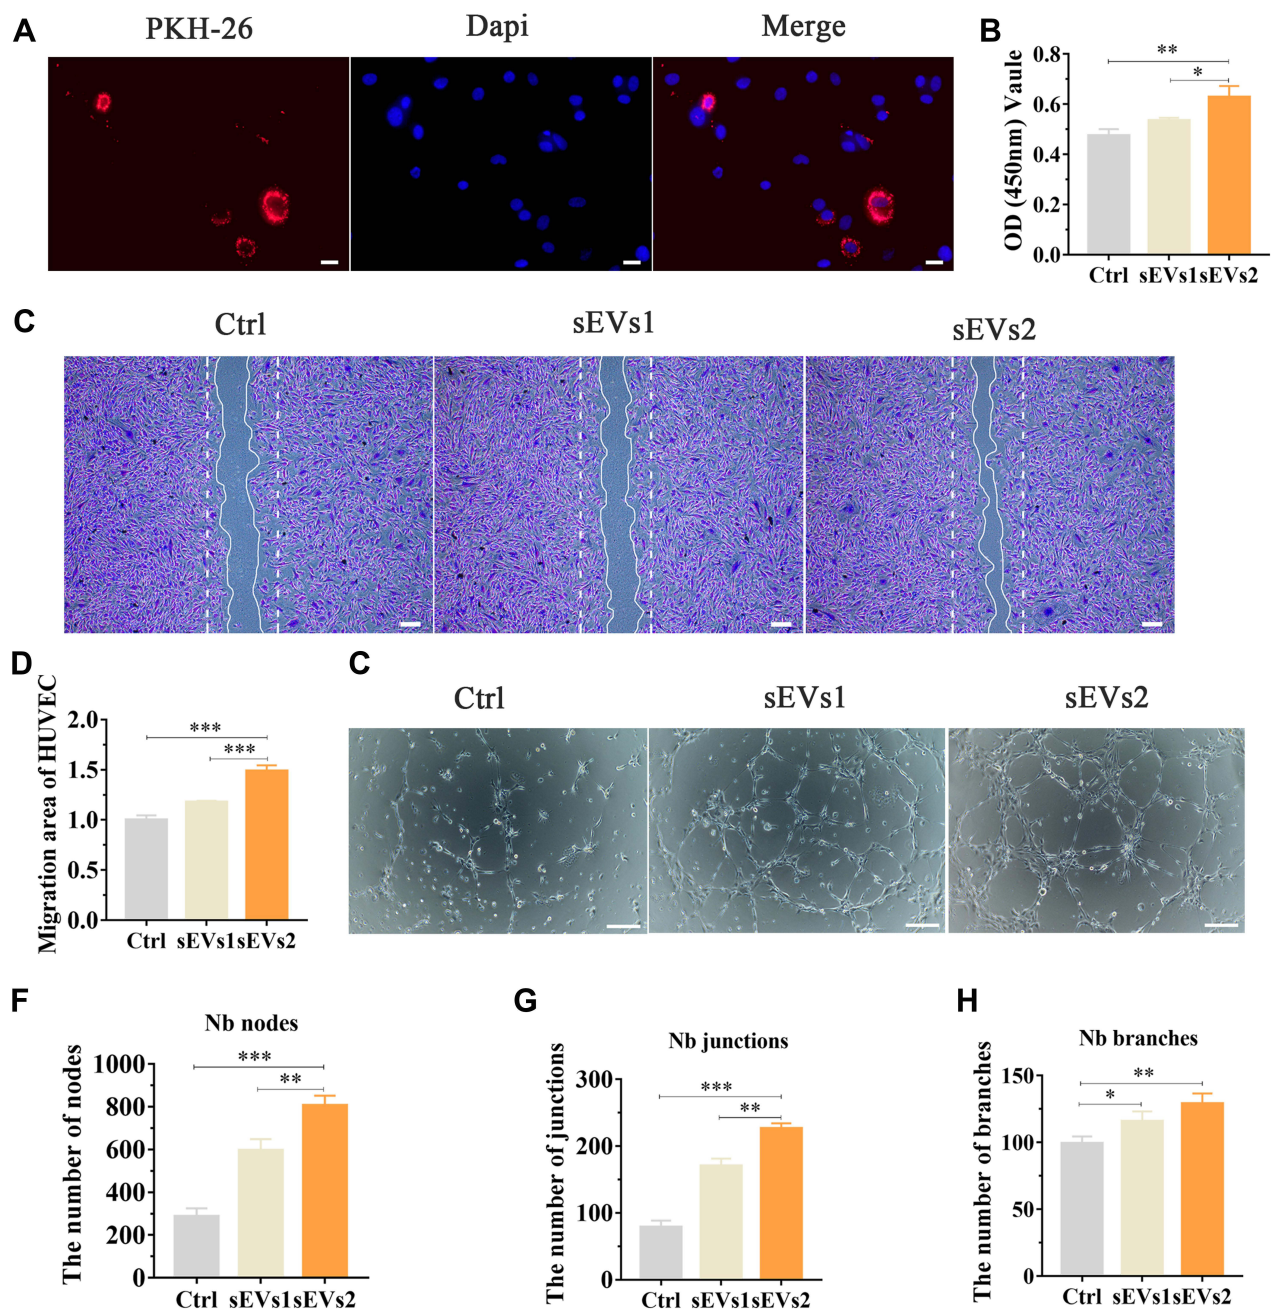 A PKH-26 Dapi Merge
B
OD (450nm) Vaule
0.8
0.6
0.4
0.2
0.0
**
*
Ctrl sEVs1 sEVs2
C Ctrl sEVs1 sEVs2
D
Migration area of HUVEC
2.0
1.5
1.0
0.5
0.0
***
***
Ctrl sEVs1 sEVs2
C Ctrl sEVs1 sEVs2
F
Nb nodes
The number of nodes
1000
800
600
400
200
0
***
**
Ctrl sEVs1 sEVs2
G
Nb junctions
The number of junctions
300
200
100
0
***
**
Ctrl sEVs1 sEVs2
H
Nb branches
The number of branches
150
100
50
0
**
*
Ctrl sEVs1 sEVs2